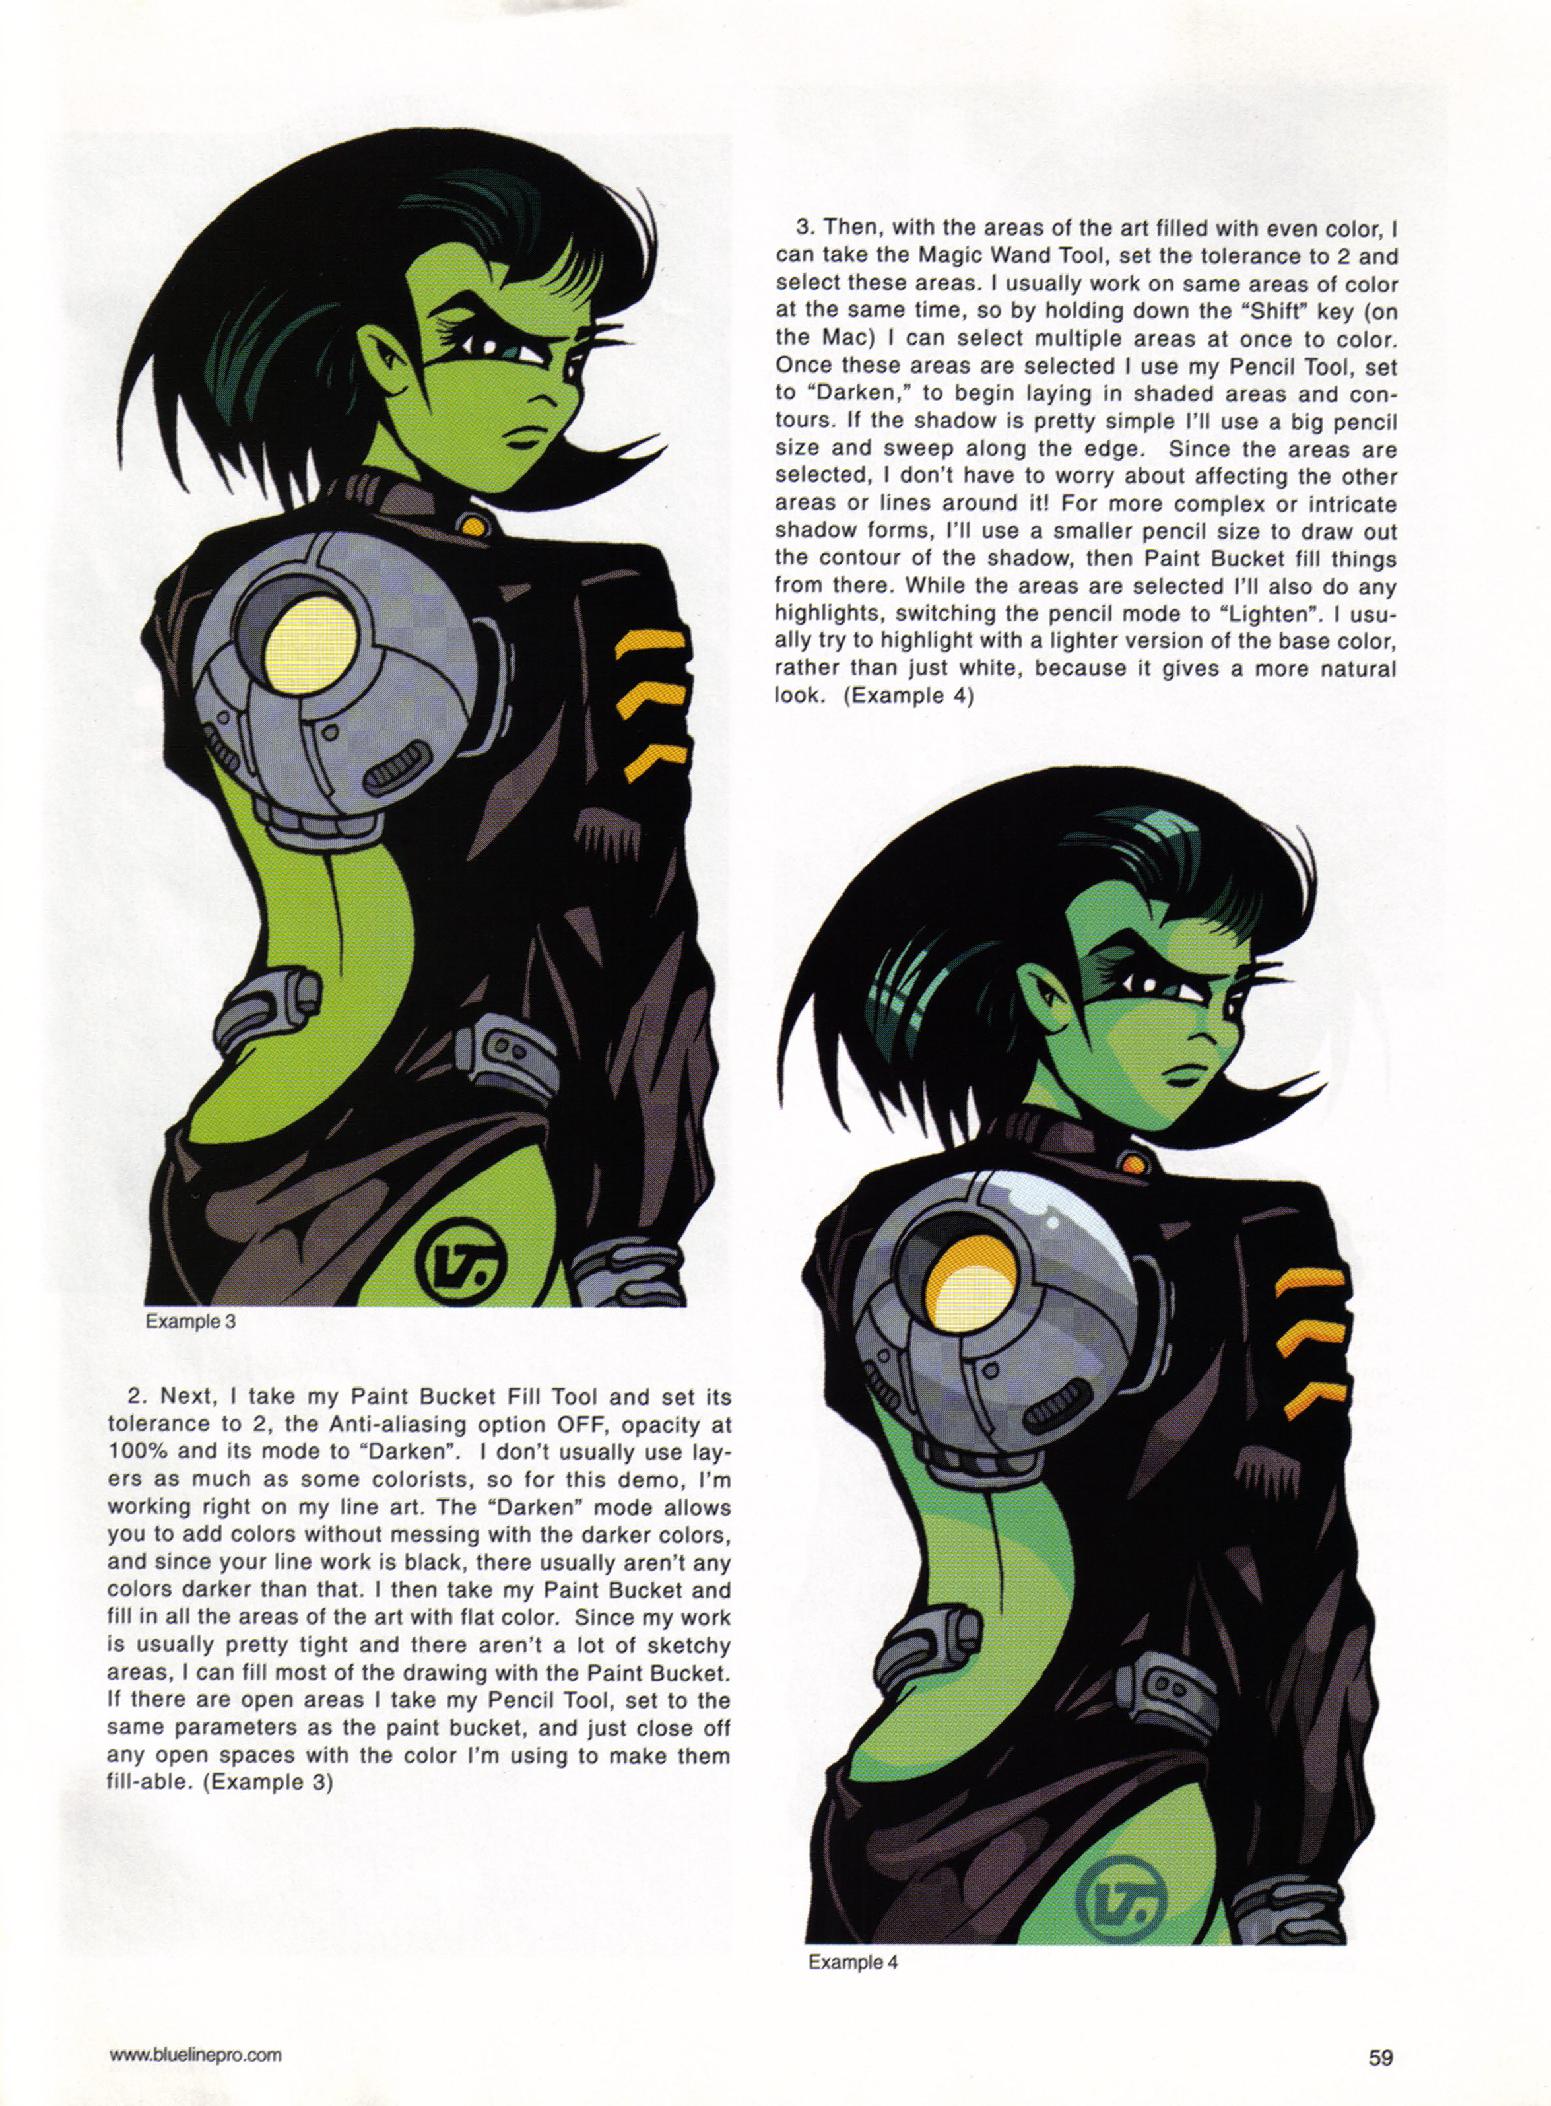 3. Then, with the areas of the art filled with even color, I
can take the Magic Wand Tool, set the tolerance to 2 and
select these areas. I usually work on same areas of color
at the same time, so by holding down the “Shift” key (on
the Mac) I can select multiple areas at once to color.
Once these areas are selected I use my Pencil Tool, set
to “Darken,” to begin laying in shaded areas and con-
tours. If the shadow is pretty simple I’ll use a big pencil
size and sweep along the edge. Since the areas are
selected, I don’t have to worry about affecting the other
areas or lines around it! For more complex or intricate
shadow forms, I’ll use a smaller pencil size to draw out
the contour of the shadow, then Paint Bucket fill things
from there. While the areas are selected I’ll also do any
highlights, switching the pencil mode to “Lighten”. I usu-
ally try to highlight with a lighter version of the base color,
rather than just white, because it gives a more natural
look. (Example 4)
LT.
Example 3
2. Next, I take my Paint Bucket Fill Tool and set its
tolerance to 2, the Anti-aliasing option OFF, opacity at
100% and its mode to “Darken”. I don’t usually use lay-
ers as much as some colorists, so for this demo, I’m
working right on my line art. The “Darken” mode allows
you to add colors without messing with the darker colors,
and since your line work is black, there usually aren’t any
colors darker than that. I then take my Paint Bucket and
fill in all the areas of the art with flat color. Since my work
is usually pretty tight and there aren’t a lot of sketchy
areas, I can fill most of the drawing with the Paint Bucket.
If there are open areas I take my Pencil Tool, set to the
same parameters as the paint bucket, and just close off
any open spaces with the color I’m using to make them
fill-able. (Example 3)
LT.
Example 4
www.bluelinepro.com
59